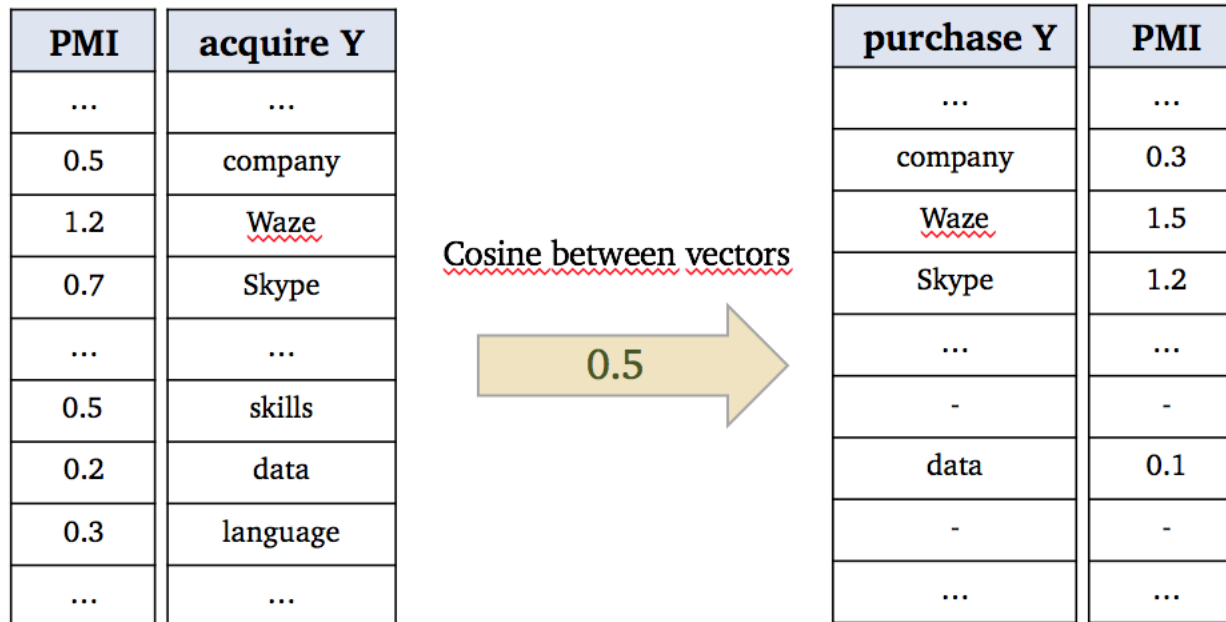 PMI acquire Y
... ...
0.5 company
1.2 Waze
0.7 Skype
... ...
0.5 skills
0.2 data
0.3 language
... ...
Cosine between vectors
0.5
purchase Y PMI
... ...
company 0.3
Waze 1.5
Skype 1.2
... ...
- -
data 0.1
- -
... ...